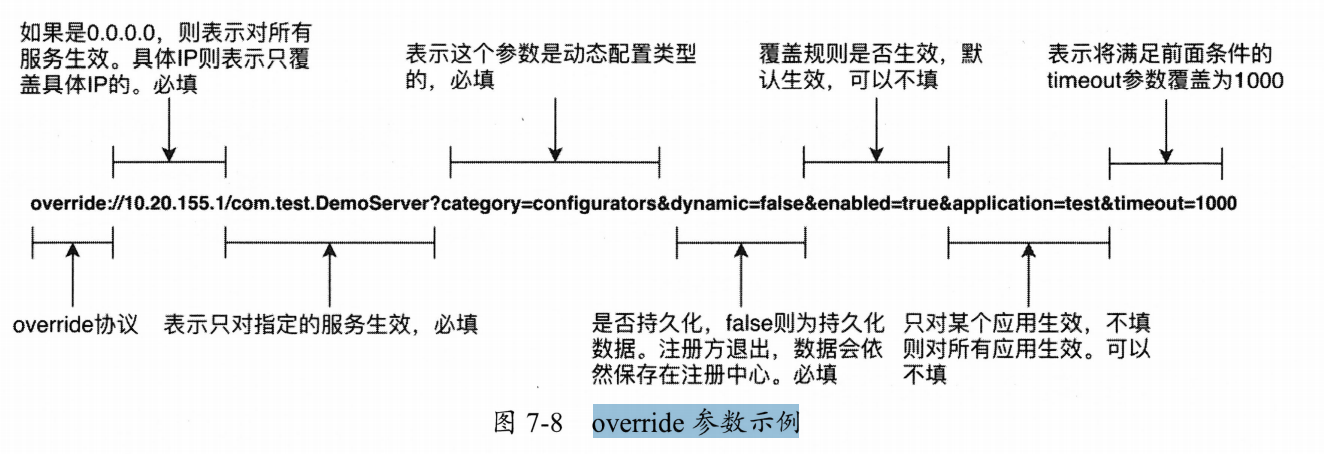 如果是0.0.0.0，则表示对所有
服务生效。具体IP则表示只覆
盖具体IP的。必填
表示这个参数是动态配置类型
的，必填
覆盖规则是否生效，默
认生效，可以不填
表示将满足前面条件的
timeout参数覆盖为1000
override://10.20.155.1/com.test.DemoServer?category=configurators&dynamic=false&enabled=true&application=test&timeout=1000
override协议
表示只对指定的服务生效，必填
是否持久化，false则为持久化
数据。注册方退出，数据会依
然保存在注册中心。必填
只对某个应用生效，不填
则对所有应用生效。可以
不填
图 7-8 override 参数示例